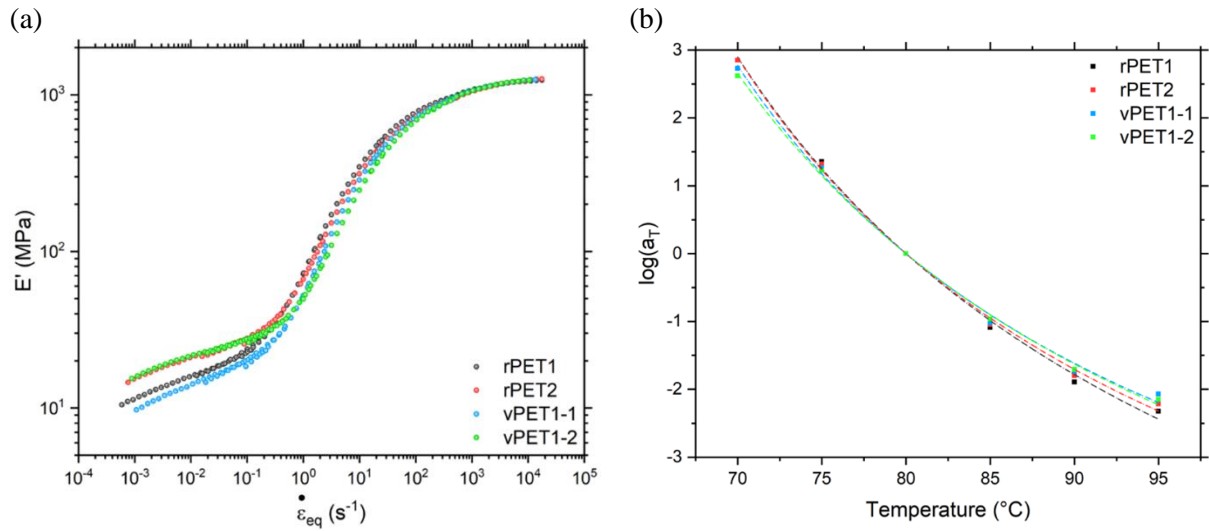 (a)
E' (MPa)
10³
10²
10¹
rPET1
rPET2
vPET1-1
vPET1-2
10⁻⁴ 10⁻³ 10⁻² 10⁻¹ 10⁰ 10¹ 10² 10³ 10⁴ 10⁵
ε̇eq (s⁻¹)
(b)
log(aT)
3
2
1
0
-1
-2
-3
rPET1
rPET2
vPET1-1
vPET1-2
70 75 80 85 90 95
Temperature (°C)